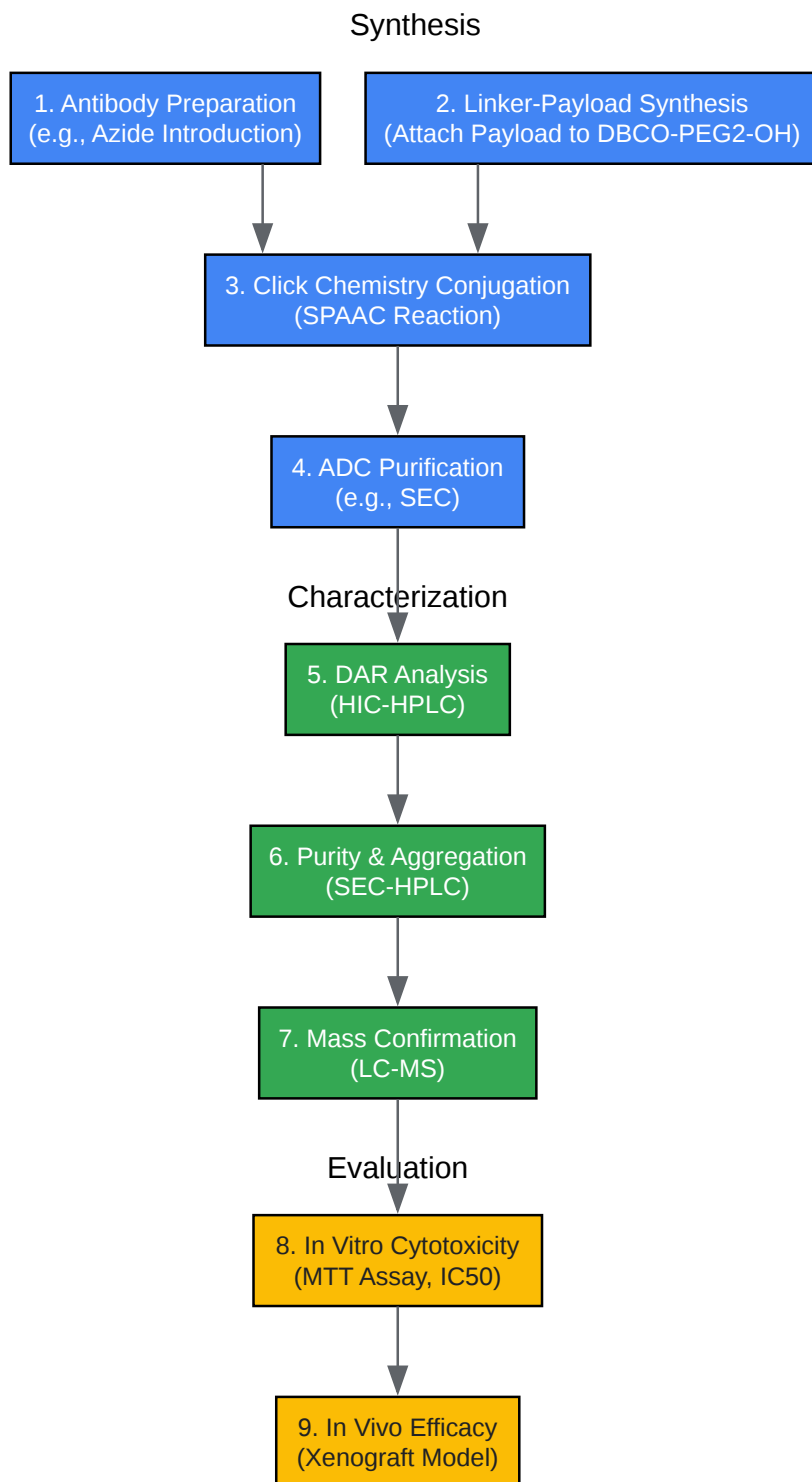 Synthesis
1. Antibody Preparation
(e.g., Azide Introduction)
2. Linker-Payload Synthesis
(Attach Payload to DBCO-PEG2-OH)
3. Click Chemistry Conjugation
(SPAAC Reaction)
4. ADC Purification
(e.g., SEC)
Characterization
5. DAR Analysis
(HIC-HPLC)
6. Purity & Aggregation
(SEC-HPLC)
7. Mass Confirmation
(LC-MS)
Evaluation
8. In Vitro Cytotoxicity
(MTT Assay, IC50)
9. In Vivo Efficacy
(Xenograft Model)